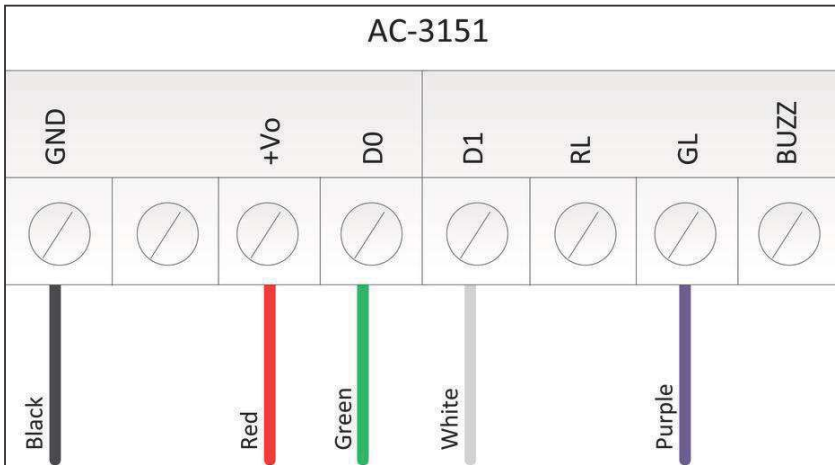 AC-3151
GND
+Vo
D0
D1
RL
GL
BUZZ
Black
Red
Green
White
Purple